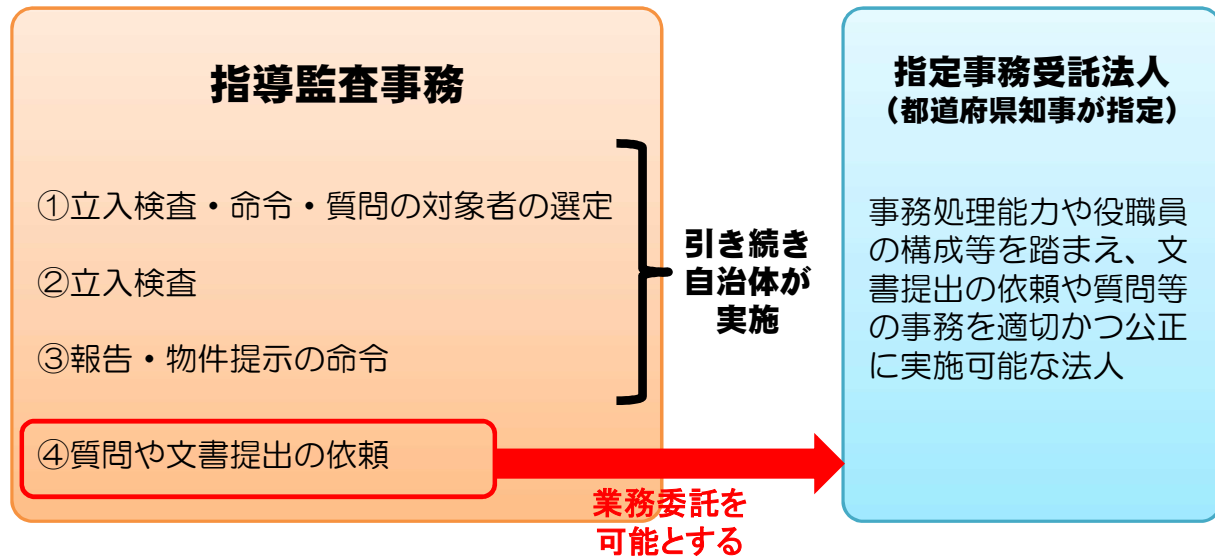 指導監査事務
①立入検査・命令・質問の対象者の選定
②立入検査
③報告・物件提示の命令
④質問や文書提出の依頼
引き続き
自治体が
実施
業務委託を
可能とする
指定事務受託法人
（都道府県知事が指定）
事務処理能力や役職員
の構成等を踏まえ、文
書提出の依頼や質問等
の事務を適切かつ公正
に実施可能な法人